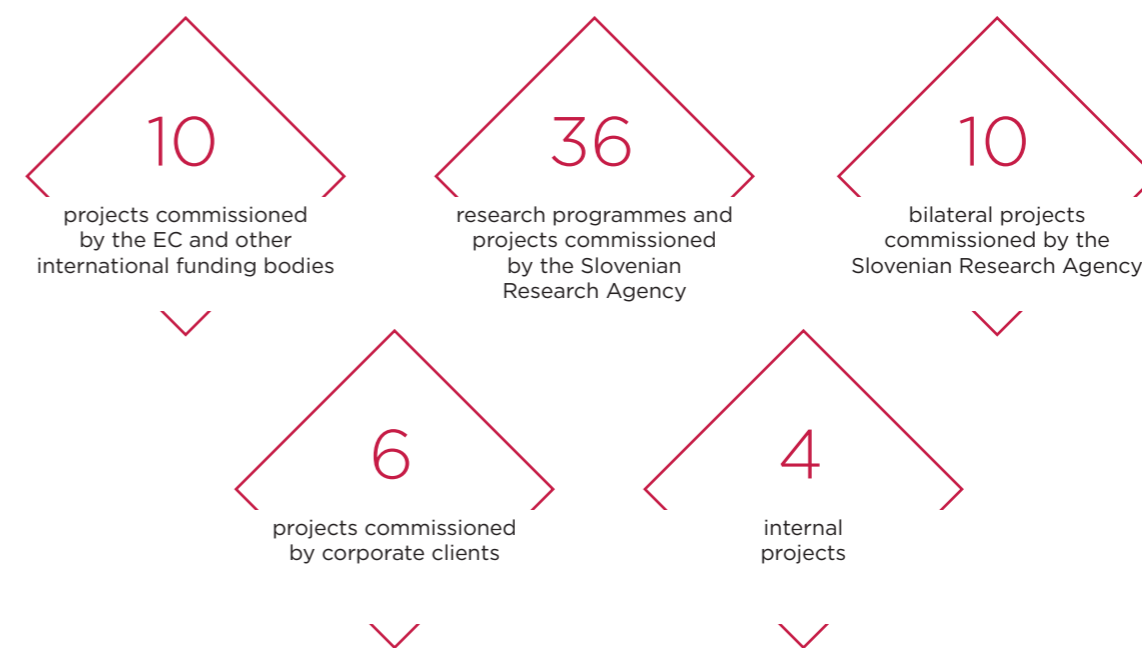 10
projects commissioned
by the EC and other
international funding bodies
36
research programmes and
projects commissioned
by the Slovenian
Research Agency
10
bilateral projects
commissioned by the
Slovenian Research Agency
6
projects commissioned
by corporate clients
4
internal
projects